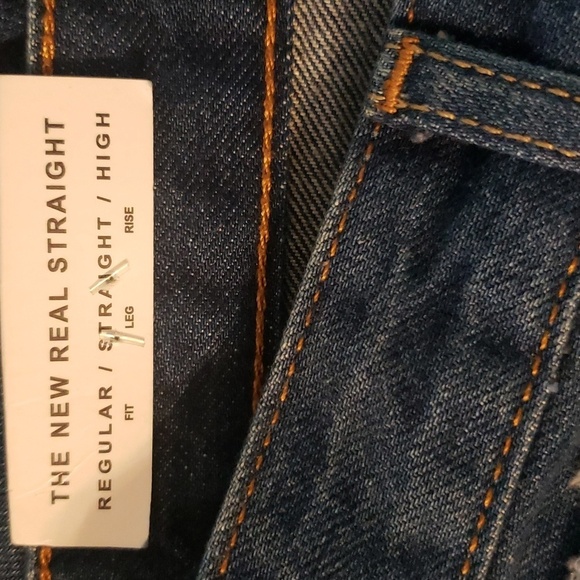 THE NEW REAL STRAIGHT
REGULAR / STRAIGHT / HIGH
FIT LEG RISE